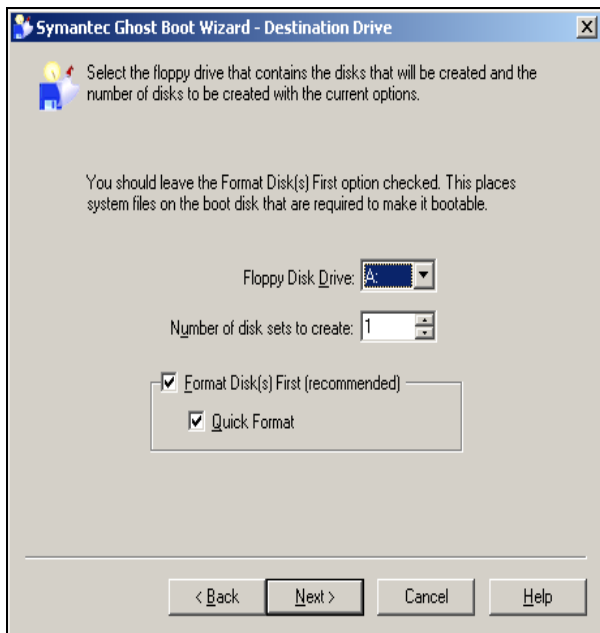 Symantec Ghost Boot Wizard - Destination Drive
Select the floppy drive that contains the disks that will be created and the
number of disks to be created with the current options.
You should leave the Format Disk(s) First option checked. This places
system files on the boot disk that are required to make it bootable.
Floppy Disk Drive: A:
Number of disk sets to create: 1
Format Disk(s) First (recommended)
Quick Format
< Back Next > Cancel Help